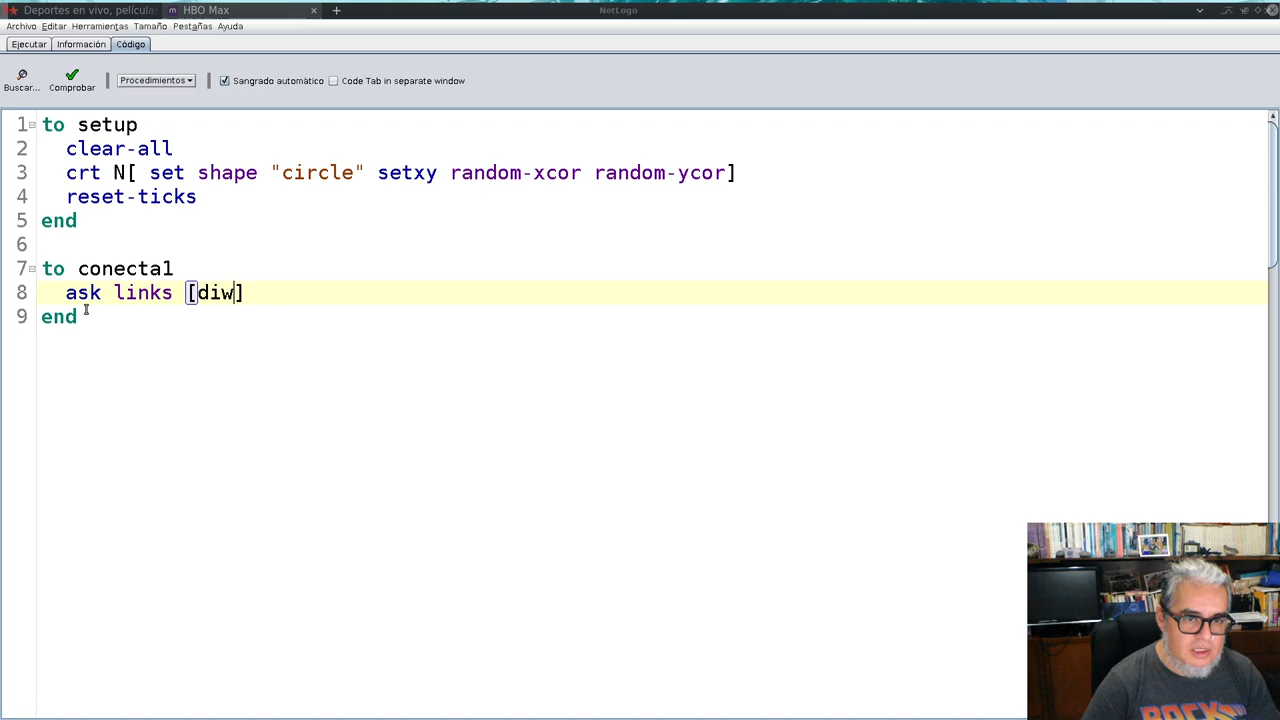 Deportes en vivo, películas
HBO Max
NetLogo
Archivo Editar Herramientas Tamaño Pestañas Ayuda
Ejecutar Información Código
Buscar... Comprobar Procedimientos Sangrado automático Code Tab in separate window
1 to setup
2 clear-all
3 crt N[ set shape "circle" setxy random-xcor random-ycor]
4 reset-ticks
5 end
6
7 to conecta1
8 ask links [diw]
9 end
ROCK